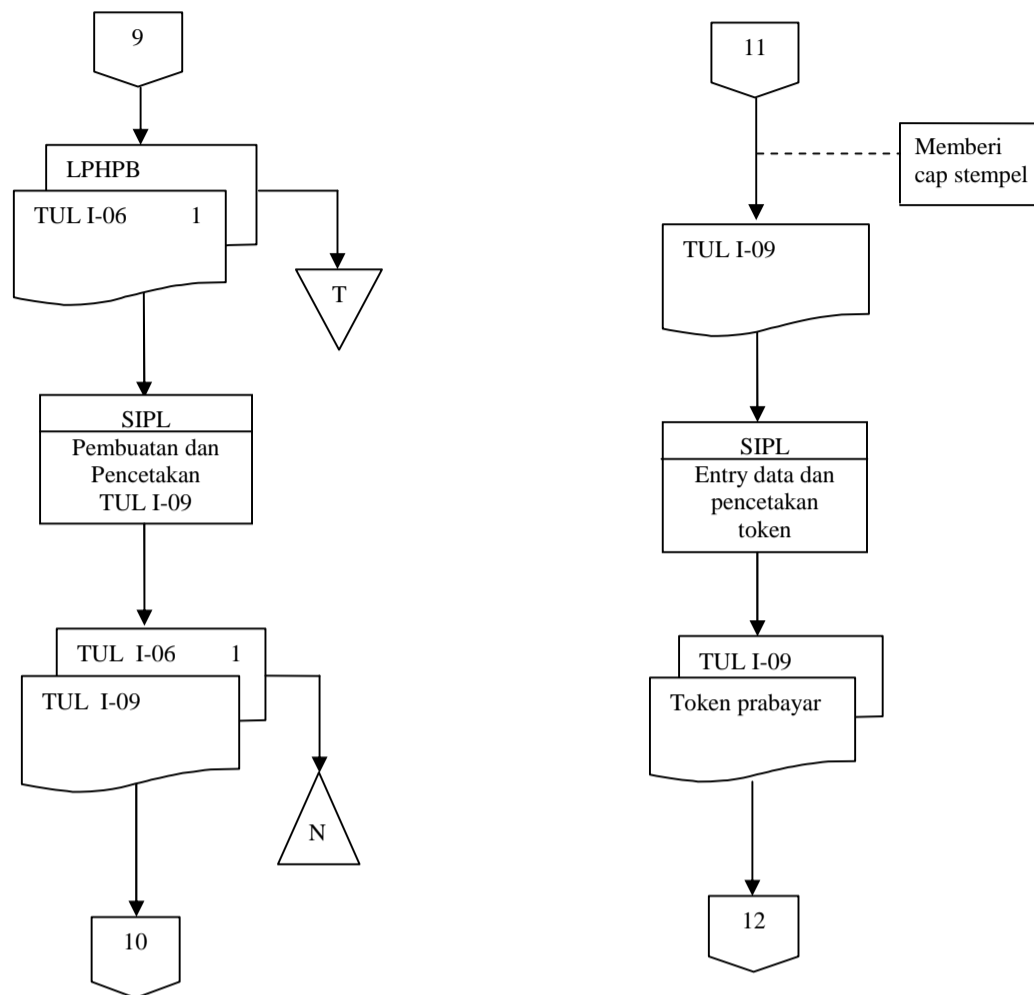 9
LPHPB
TUL I-06 1
T
SIPL
Pembuatan dan
Pencetakan
TUL I-09
TUL I-06 1
TUL I-09
N
10
11
Memberi
cap stempel
TUL I-09
SIPL
Entry data dan
pencetakan
token
TUL I-09
Token prabayar
12